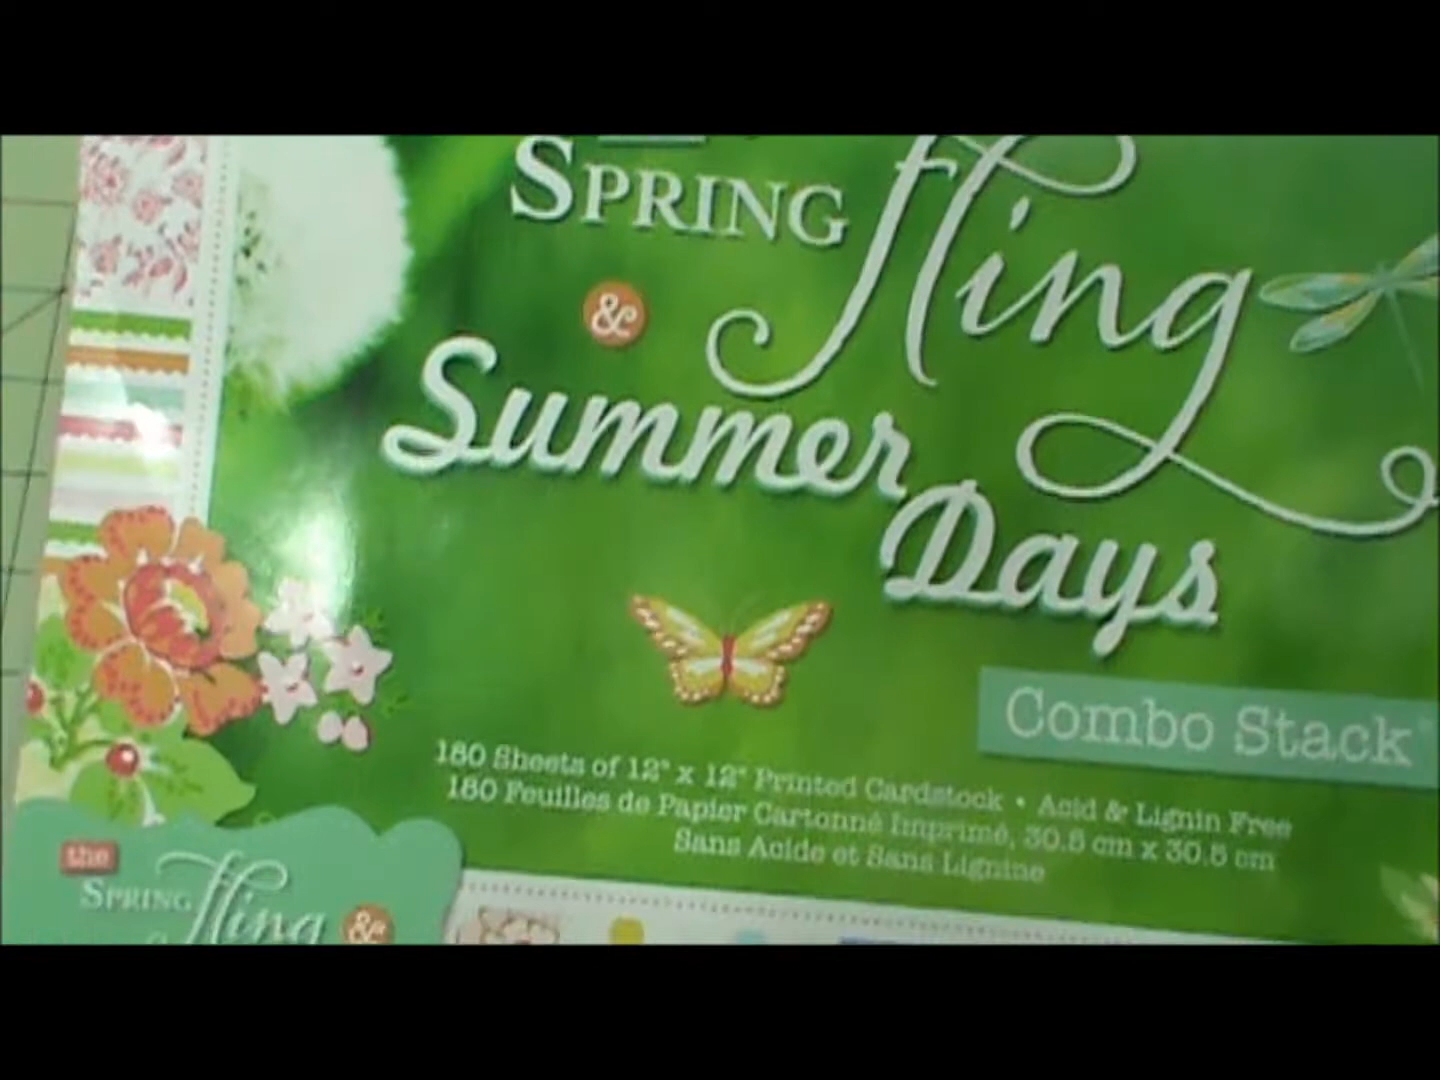 Spring fling
&
Summer
Days
Combo Stack
180 Sheets of 12" x 12" Printed Cardstock • Acid & Lignin Free
180 Feuilles de Papier Cartonné Imprimé, 30.5 cm x 30.5 cm
Sans Acide et Sans Lignine
the
Spring fling &